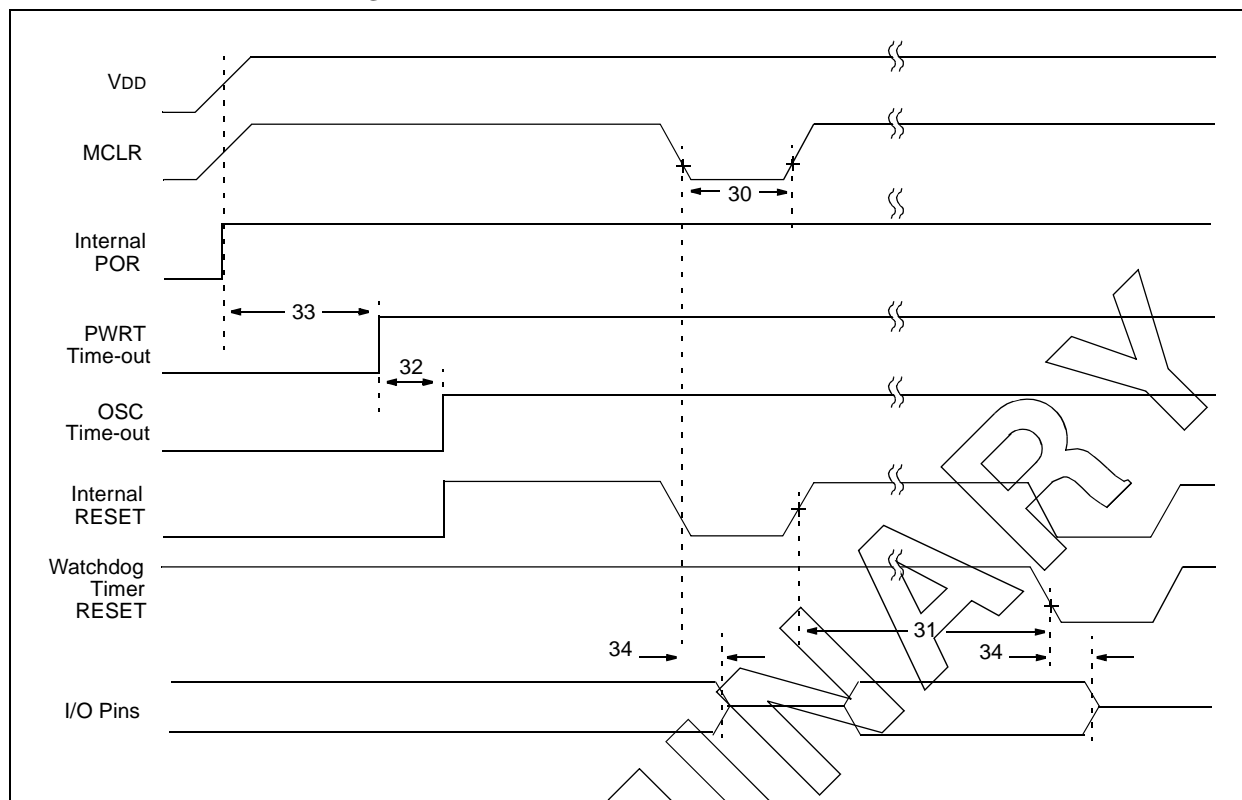 VDD
MCLR
30
Internal
POR
33
PWRT
Time-out
32
OSC
Time-out
Internal
RESET
Watchdog
Timer
RESET
31
34
34
I/O Pins
INARY